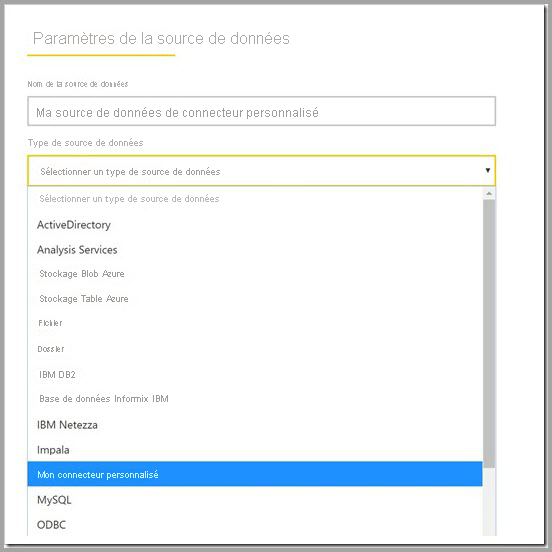 Paramètres de la source de données
Nom de la source de données
Ma source de données de connecteur personnalisé
Type de source de données
Sélectionner un type de source de données
Sélectionner un type de source de données
ActiveDirectory
Analysis Services
Stockage Blob Azure
Stockage Table Azure
Fichier
Dossier
IBM DB2
Base de données Informix IBM
IBM Netezza
Impala
Mon connecteur personnalisé
MySQL
ODBC